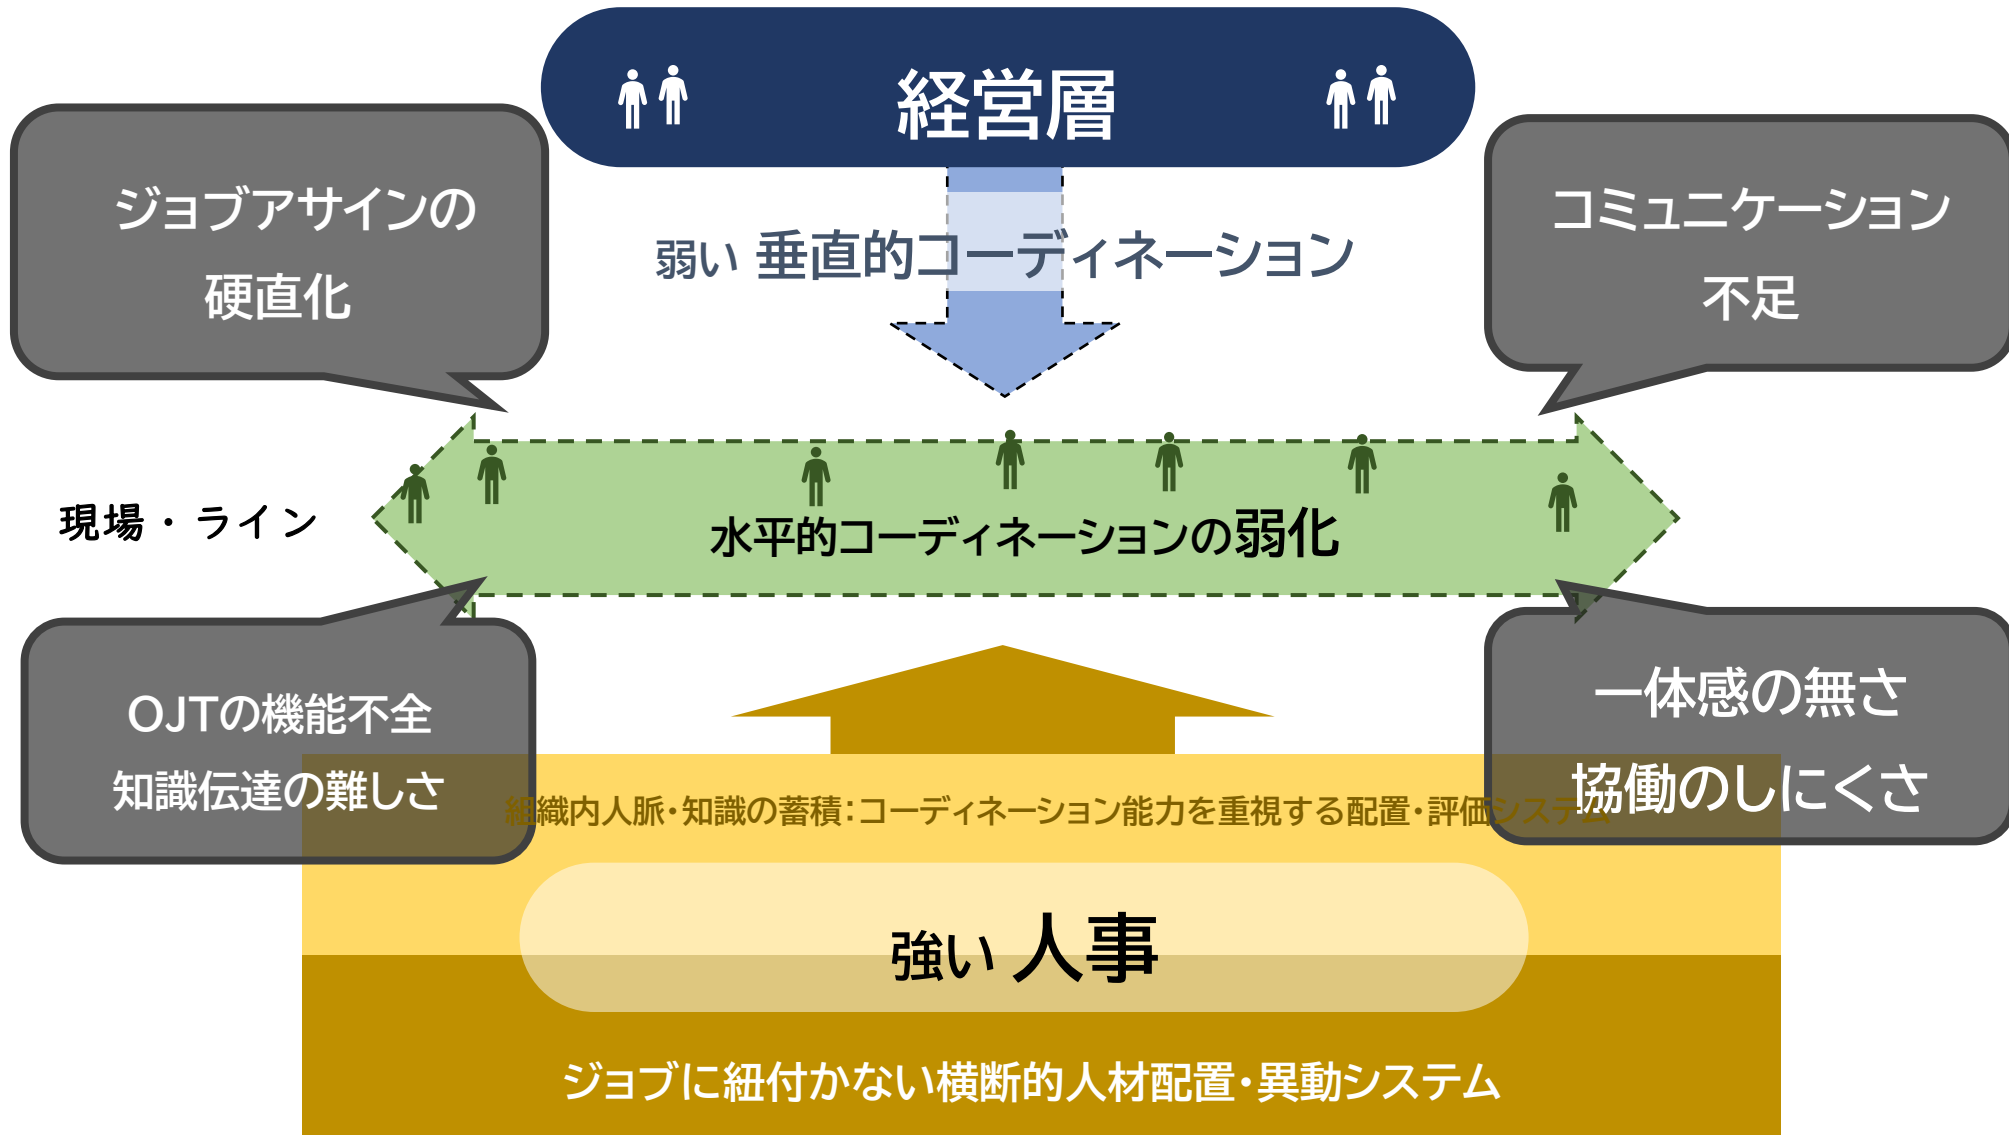 経営層
ジョブアサインの
硬直化
弱い 垂直的コーディネーション
コミュニケーション
不足
現場・ライン
水平的コーディネーションの弱化
OJTの機能不全
知識伝達の難しさ
一体感の無さ
協働のしにくさ
組織内人脈・知識の蓄積：コーディネーション能力を重視する配置・評価システム
強い 人事
ジョブに紐付かない横断的人材配置・異動システム